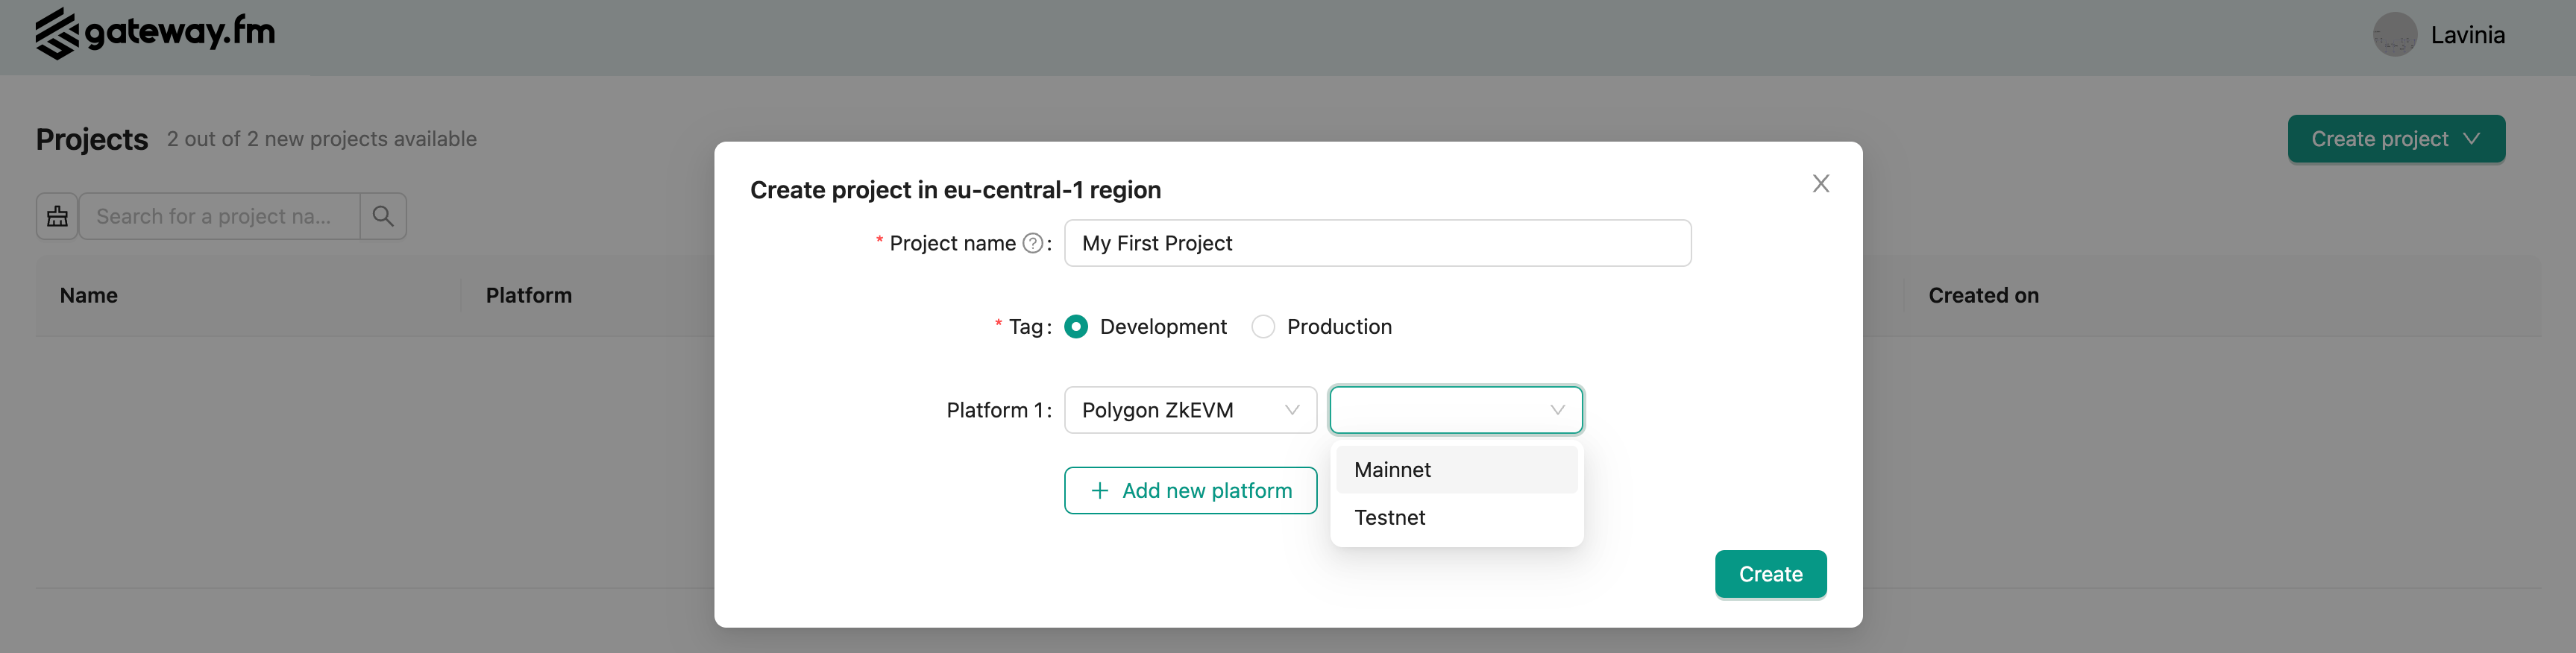 gateway.fm
Lavinia
Projects 2 out of 2 new projects available
Create project
Search for a project na...
Name
Platform
Created on
Create project in eu-central-1 region
* Project name ? :
My First Project
* Tag :
Development
Production
Platform 1 :
Polygon ZkEVM
Mainnet
Testnet
+ Add new platform
Create